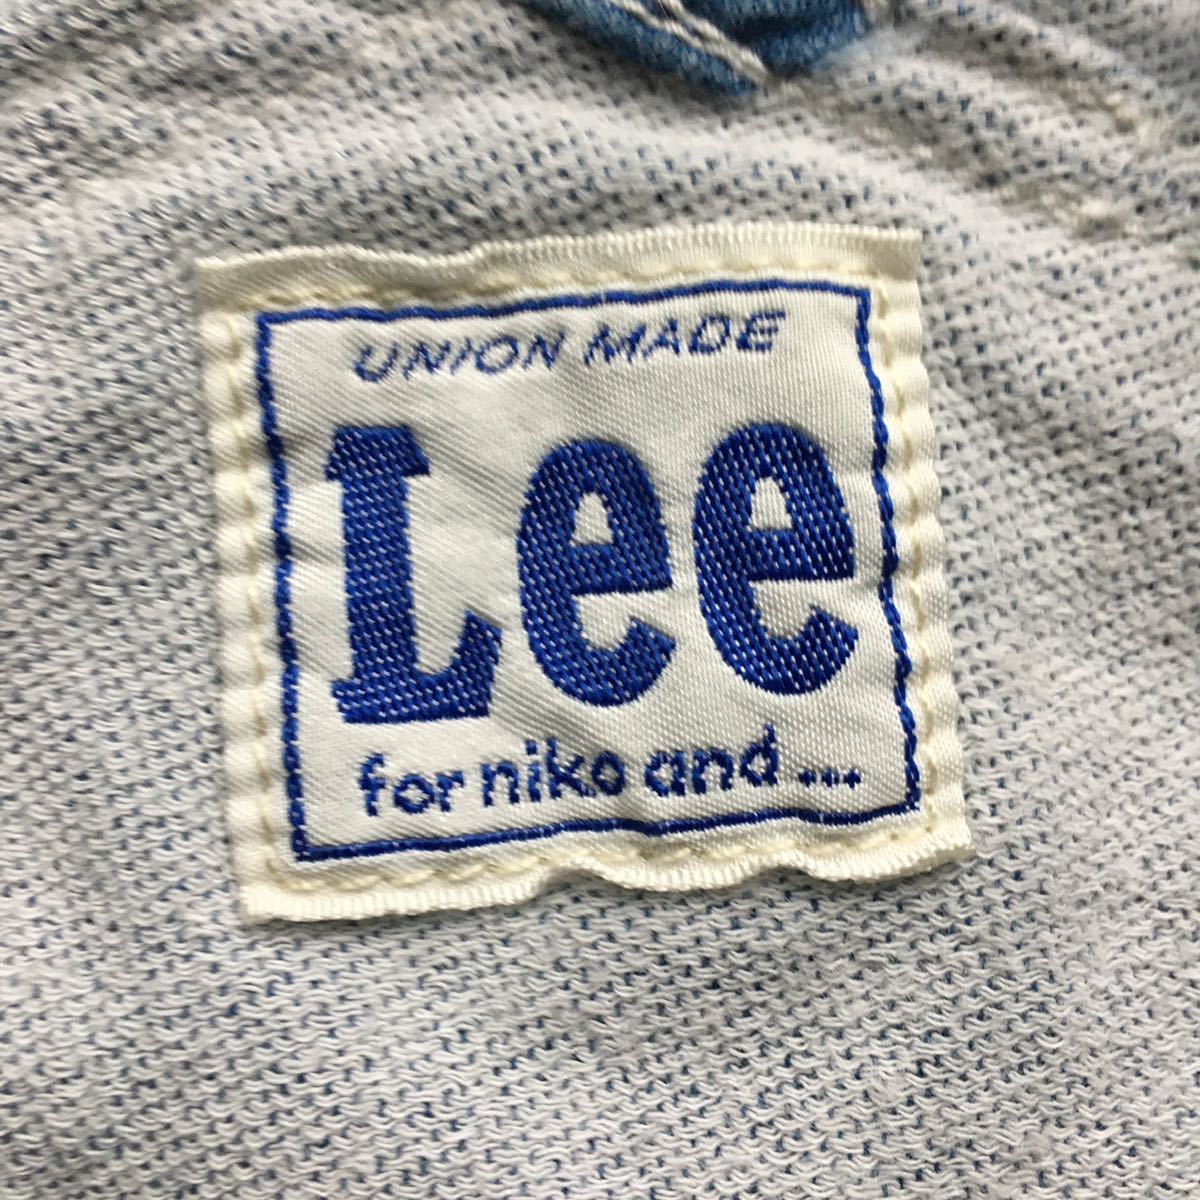 UNION MADE
Lee
for niko and ....